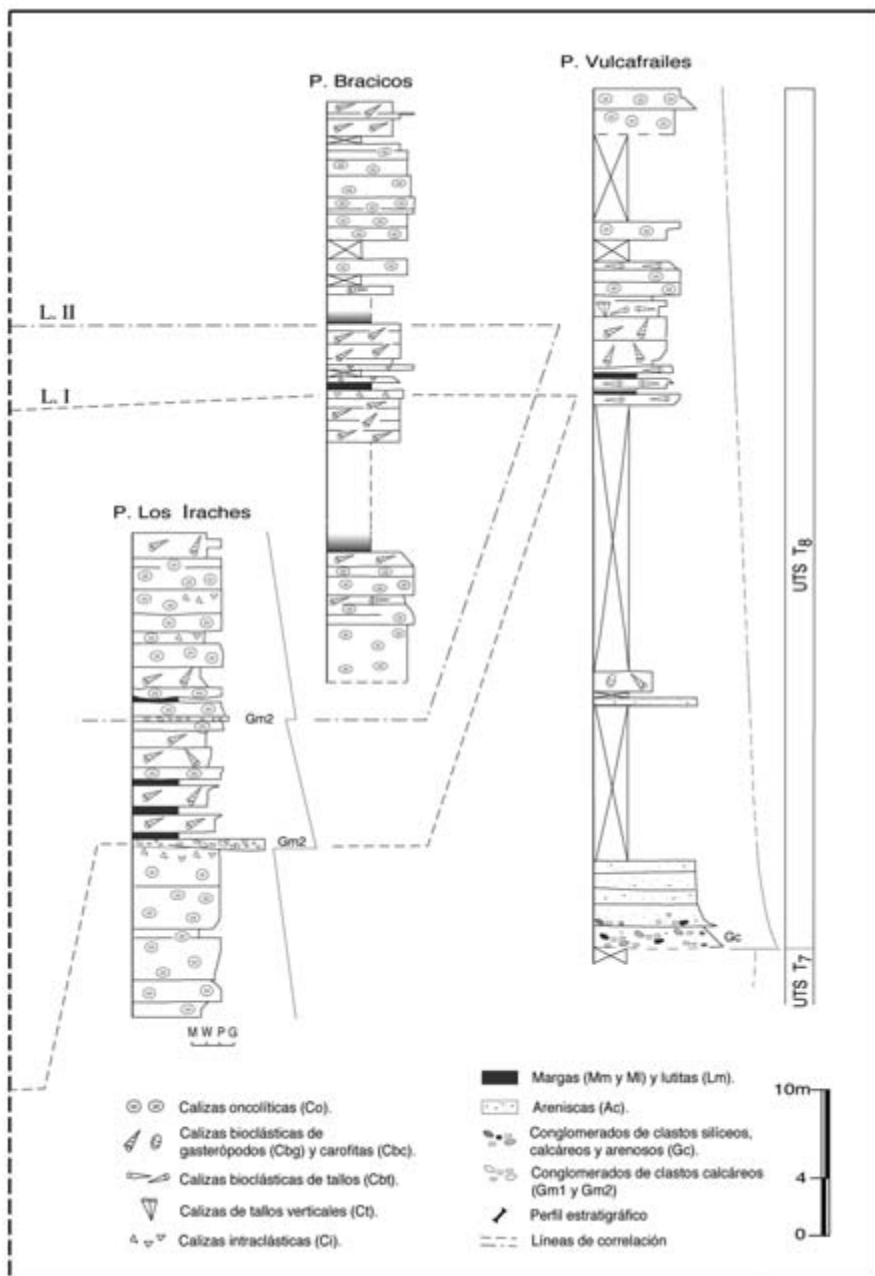 P. Vulcafrailes
P. Bracicos
L. II
L. I
P. Los Iraches
Gm2
Gm2
UTS T8
Gc
UTS T7
M W P G
Calizas oncolíticas (Co).
Calizas bioclásticas de
gasterópodos (Cbg) y carofitas (Cbc).
Calizas bioclásticas de tallos (Cbt).
Calizas de tallos verticales (Ct).
Calizas intraclásticas (Ci).
Margas (Mm y Ml) y lutitas (Lm).
Areniscas (Ac).
Conglomerados de clastos silíceos,
calcáreos y arenosos (Gc).
Conglomerados de clastos calcáreos
(Gm1 y Gm2)
Perfil estratigráfico
Líneas de correlación
10m
4
0